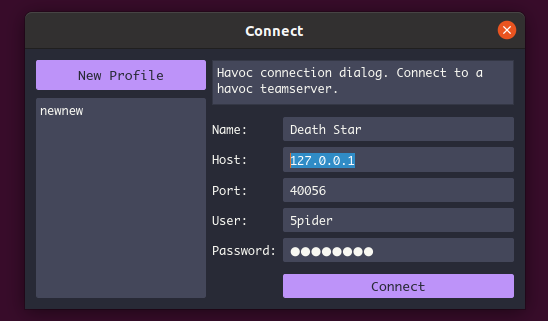 Connect
New Profile
newnew
Havoc connection dialog. Connect to a
havoc teamserver.
Name: Death Star
Host: 127.0.0.1
Port: 40056
User: 5pider
Password: ●●●●●●●●
Connect